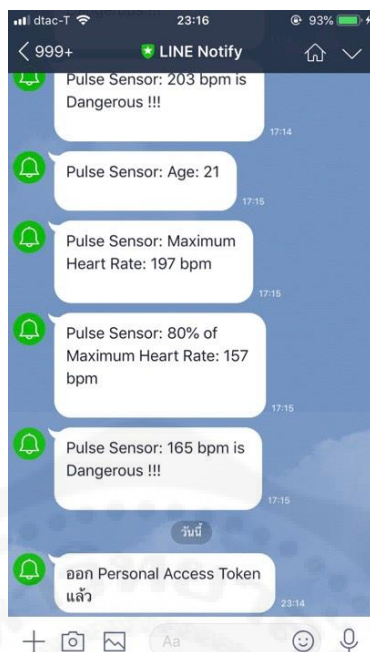 dtac-T 23:16 93%
999+ LINE Notify
Pulse Sensor: 203 bpm is
Dangerous !!!
17:14
Pulse Sensor: Age: 21
17:15
Pulse Sensor: Maximum
Heart Rate: 197 bpm
17:15
Pulse Sensor: 80% of
Maximum Heart Rate: 157
bpm
17:15
Pulse Sensor: 165 bpm is
Dangerous !!!
17:15
วันนี้
ออก Personal Access Token
แล้ว
23:14
Aa